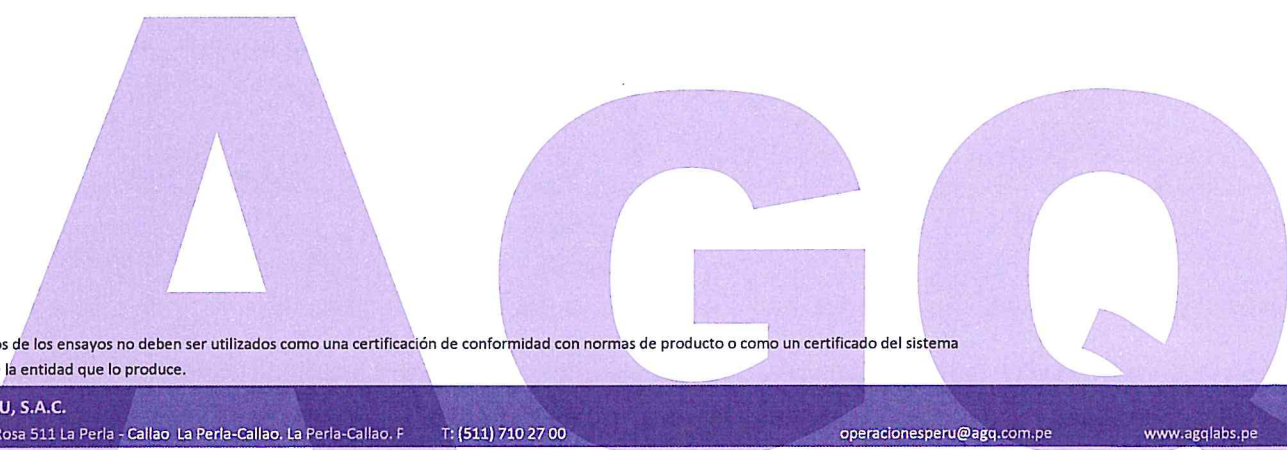 AGQ
os de los ensayos no deben ser utilizados como una certificación de conformidad con normas de producto o como un certificado del sistema
la entidad que lo produce.
U, S.A.C.
Rosa 511 La Perla - Callao La Perla-Callao. La Perla-Callao. P T: (511) 710 27 00 operacionesperu@agq.com.pe www.agqlabs.pe